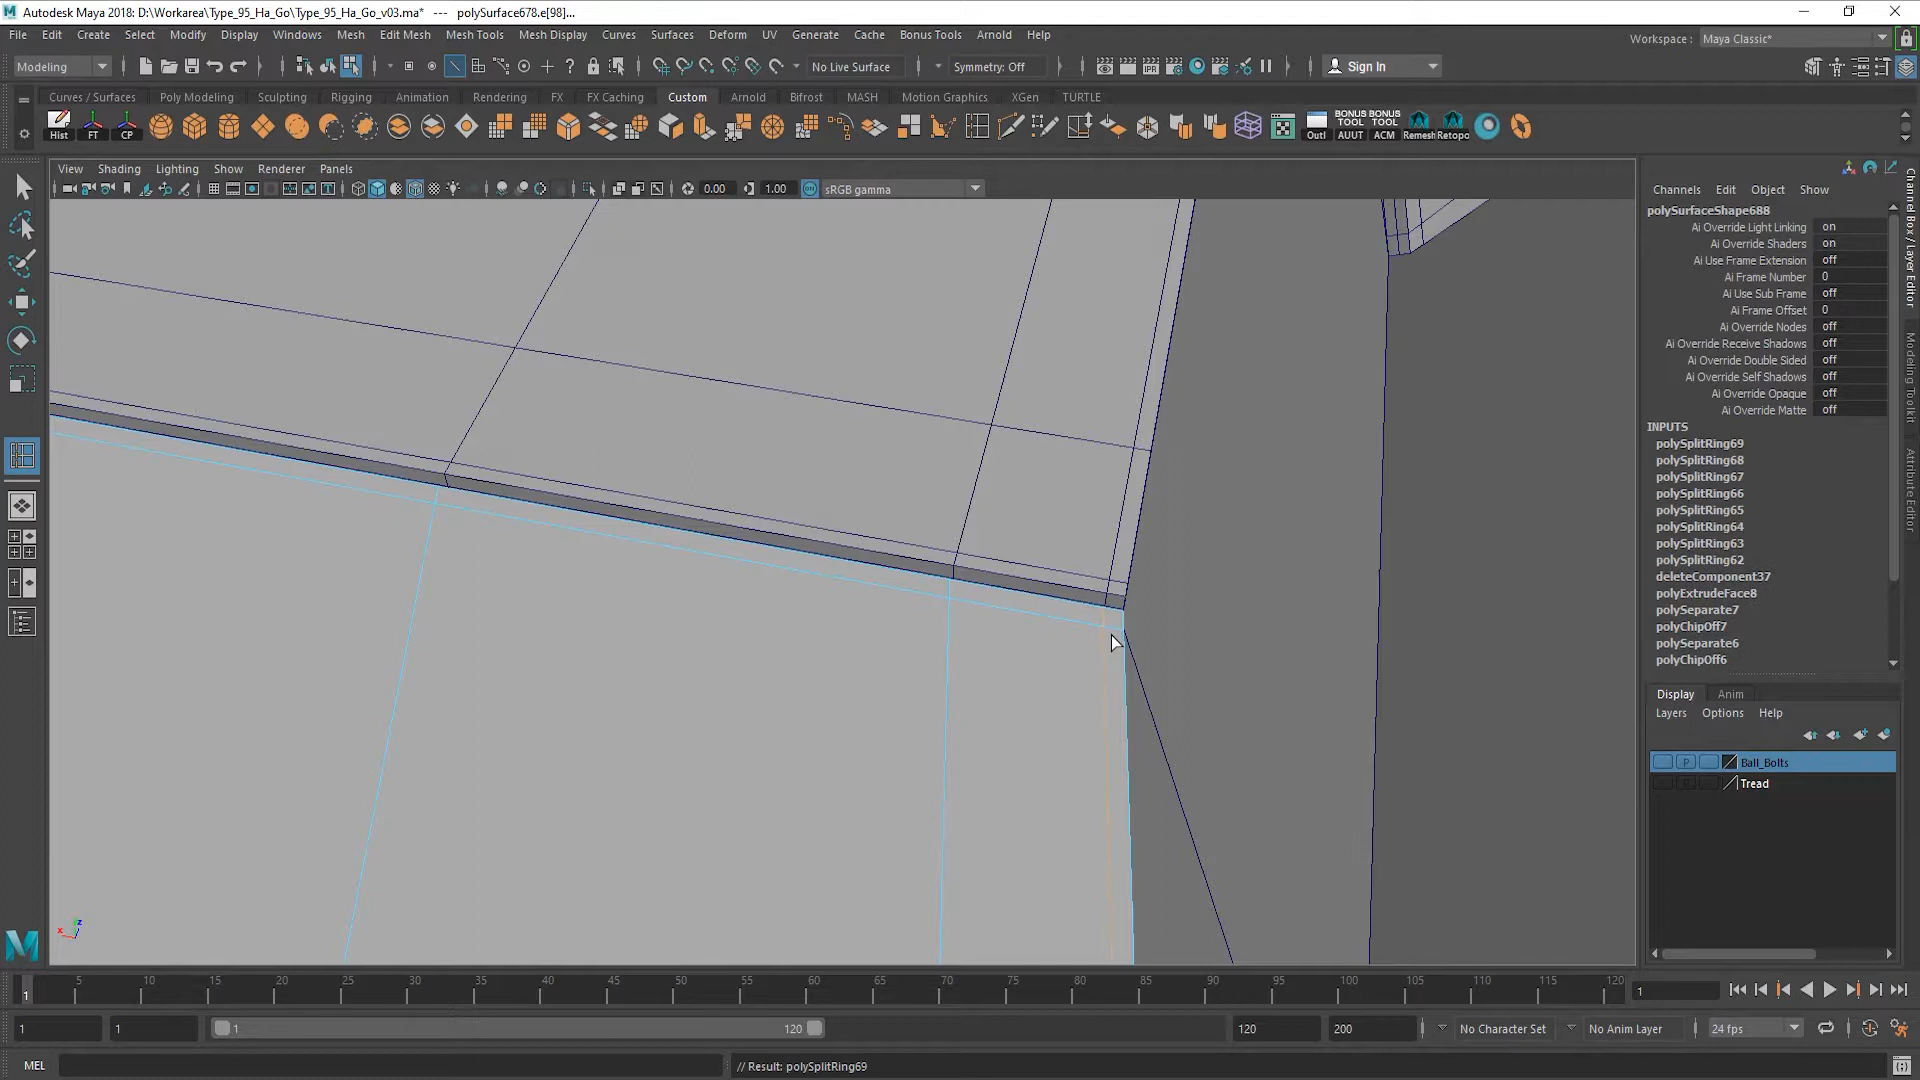 Autodesk Maya 2018: D:\Workarea\Type_95_Ha_Go\Type_95_Ha_Go_v03.ma* --- polySurface678.e[98]...
File Edit Create Select Modify Display Windows Mesh Edit Mesh Mesh Tools Mesh Display Curves Surfaces Deform UV Generate Cache Bonus Tools Arnold Help
Workspace : Maya Classic*
Modeling No Live Surface Symmetry: Off Sign In
Curves / Surfaces Poly Modeling Sculpting Rigging Animation Rendering FX FX Caching Custom Arnold Bifrost MASH Motion Graphics XGen TURTLE
BONUS TOOL BONUS TOOL
Hist FT CP Outl AUUT ACM Remesh Retopc
View Shading Lighting Show Renderer Panels
0.00 1.00 ON sRGB gamma
Channels Edit Object Show
polySurfaceShape688
Ai Override Light Linking on
Ai Override Shaders on
Ai Use Frame Extension off
Ai Frame Number 0
Ai Use Sub Frame off
Ai Frame Offset 0
Ai Override Nodes off
Ai Override Receive Shadows off
Ai Override Double Sided off
Ai Override Self Shadows off
Ai Override Opaque off
Ai Override Matte off
INPUTS
polySplitRing69
polySplitRing68
polySplitRing67
polySplitRing66
polySplitRing65
polySplitRing64
polySplitRing63
polySplitRing62
deleteComponent37
polyExtrudeFace8
polySeparate7
polyChipOff7
polySeparate6
polyChipOff6
Channel Box / Layer Editor
Modeling Toolkit
Attribute Editor
Display Anim
Layers Options Help
P Ball_Bolts
P Tread
z
x
1 5 10 15 20 25 30 35 40 45 50 55 60 65 70 75 80 85 90 95 100 105 110 115 120 1
1 1 1 120 120 200 No Character Set No Anim Layer 24 fps
MEL // Result: polySplitRing69